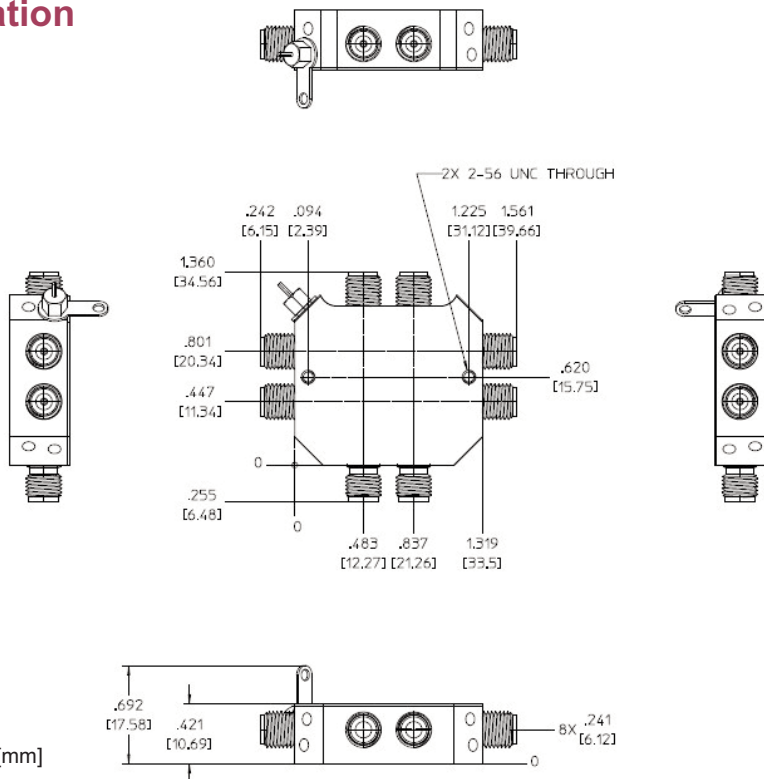 ation
2X 2-56 UNC THROUGH
.242 .094 1.225 1.561
[6.15] [2.39] [31.12] [39.66]
1.360
[34.56]
.801
[20.34]
.620
[15.75]
.447
[11.34]
0
.255
[6.48]
0
.483 .837 1.319
[12.27] [21.26] [33.5]
.692
[17.58]
.421
[10.69]
8X .241
[6.12]
[mm]
0